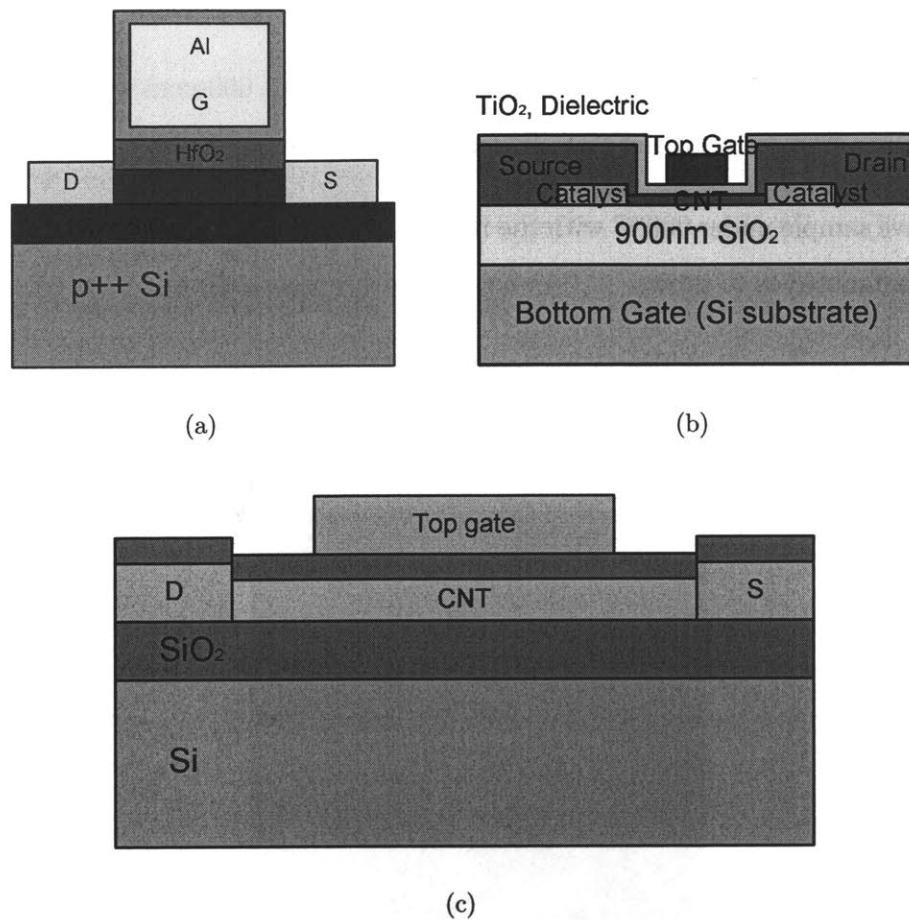 Al
G
HfO₂
D
S
p++ Si
(a)
TiO₂, Dielectric
Top Gate
Source
Drain
Catalyst
CNT
Catalyst
900nm SiO₂
Bottom Gate (Si substrate)
(b)
Top gate
D
CNT
S
SiO₂
Si
(c)